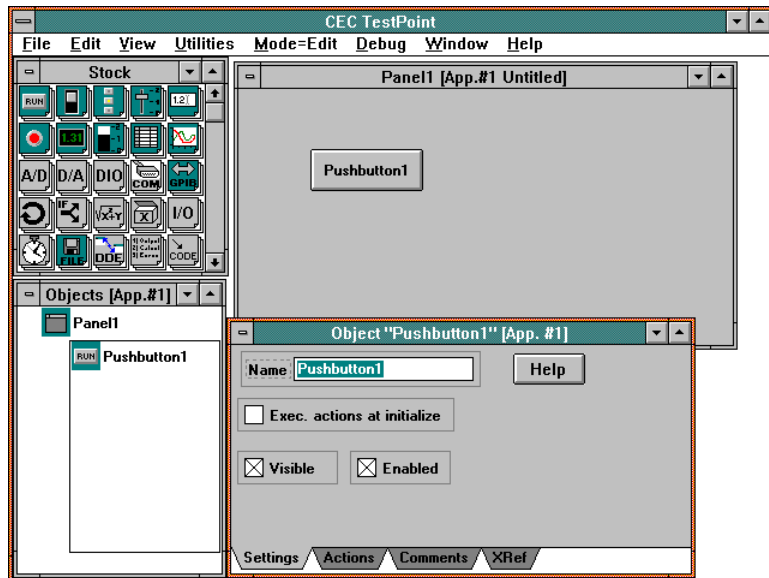 CEC TestPoint
File Edit View Utilities Mode=Edit Debug Window Help
Stock
RUN
1.2
1.31
A/D D/A DIO COM GPIB
IF √X+Y X I/O
FILE DDE CODE
Panel1 [App.#1 Untitled]
Pushbutton1
Objects [App.#1]
Panel1
RUN Pushbutton1
Object "Pushbutton1" [App. #1]
Name Pushbutton1 Help
Exec. actions at initialize
Visible Enabled
Settings Actions Comments XRef